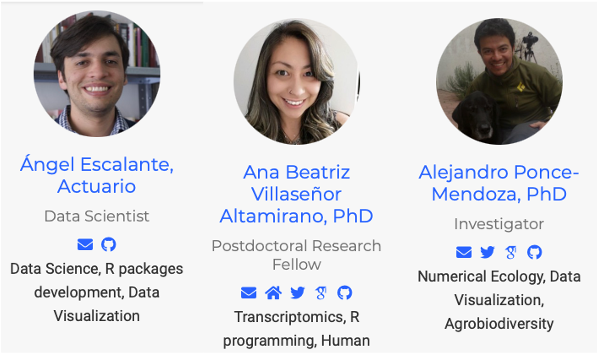 Ángel Escalante,
Actuario
Data Scientist
Data Science, R packages
development, Data
Visualization
Ana Beatriz
Villaseñor
Altamirano, PhD
Postdoctoral Research
Fellow
Transcriptomics, R
programming, Human
Alejandro Ponce-
Mendoza, PhD
Investigator
Numerical Ecology, Data
Visualization,
Agrobiodiversity